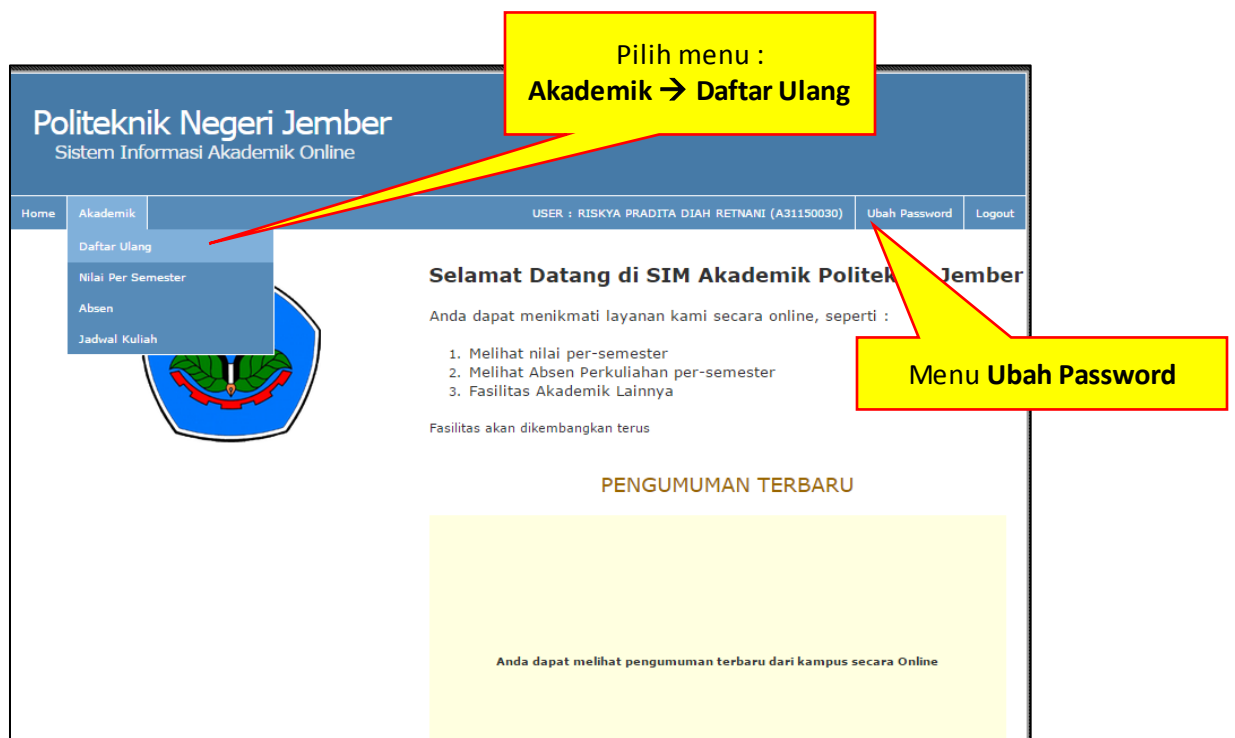 Pilih menu :
Akademik → Daftar Ulang
Politeknik Negeri Jember
Sistem Informasi Akademik Online
Home Akademik USER : RISKYA PRADITA DIAH RETNANI (A31150030) Ubah Password Logout
Daftar Ulang
Nilai Per Semester
Absen
Jadwal Kuliah
Selamat Datang di SIM Akademik Jember
Anda dapat menikmati layanan kami secara online, seperti :
1. Melihat nilai per-semester
2. Melihat Absen Perkuliahan per-semester
3. Fasilitas Akademik Lainnya
Fasilitas akan dikembangkan terus
Menu Ubah Password
PENGUMUMAN TERBARU
Anda dapat melihat pengumuman terbaru dari kampus secara Online